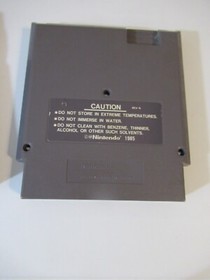 CAUTION
● DO NOT STORE IN EXTREME TEMPERATURES.
● DO NOT IMMERSE IN WATER.
● DO NOT CLEAN WITH BENZENE, THINNER,
ALCOHOL OR OTHER SUCH SOLVENTS.
©Nintendo 1985